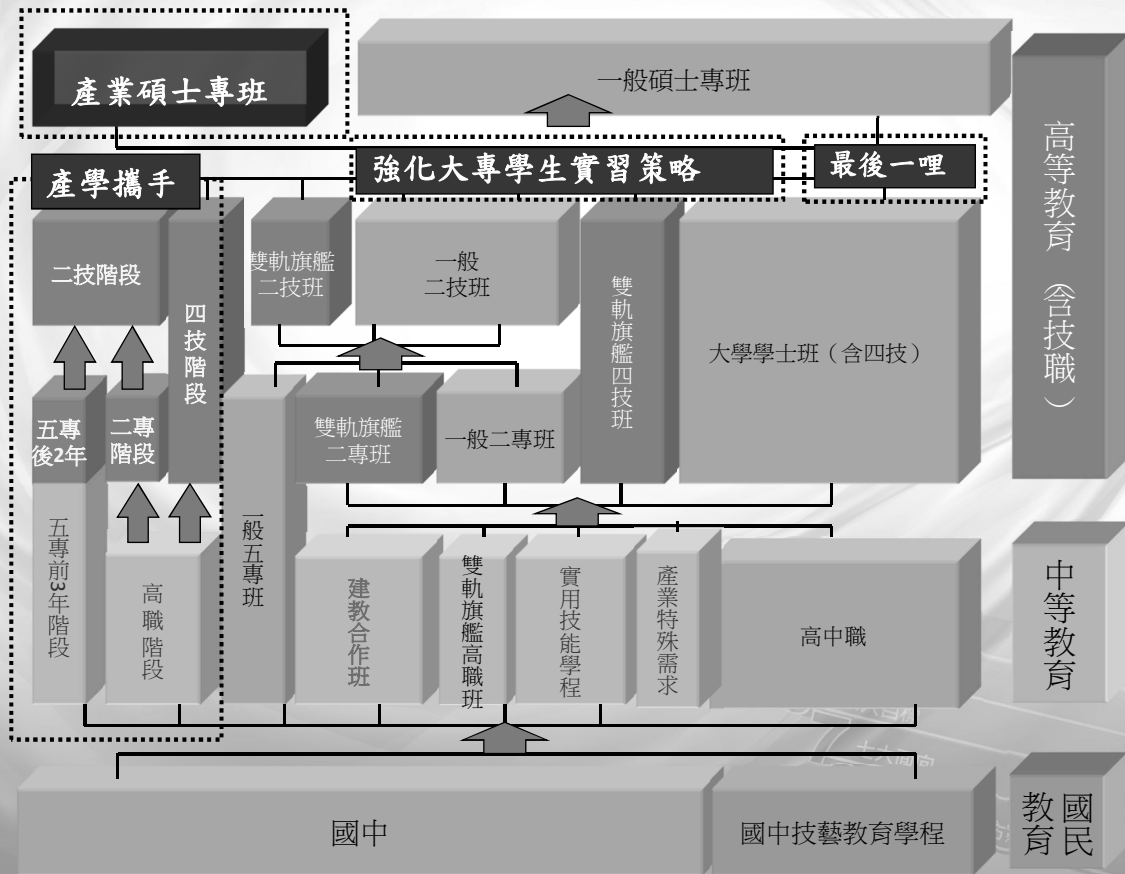 產業碩士專班
一般碩士專班
高等教育（含技職）
產學攜手
強化大專學生實習策略
最後一哩
二技階段
四技階段
雙軌旗艦
二技班
一般
二技班
雙軌旗艦四技班
大學學士班（含四技）
五專
後2年
二專
階段
雙軌旗艦
二專班
一般二專班
一般五專班
五專前3年階段
高職階段
建教合作班
雙軌旗艦高職班
實用技能學程
產業特殊需求
高中職
中等教育
國中
國中技藝教育學程
國民
教育
十大面向